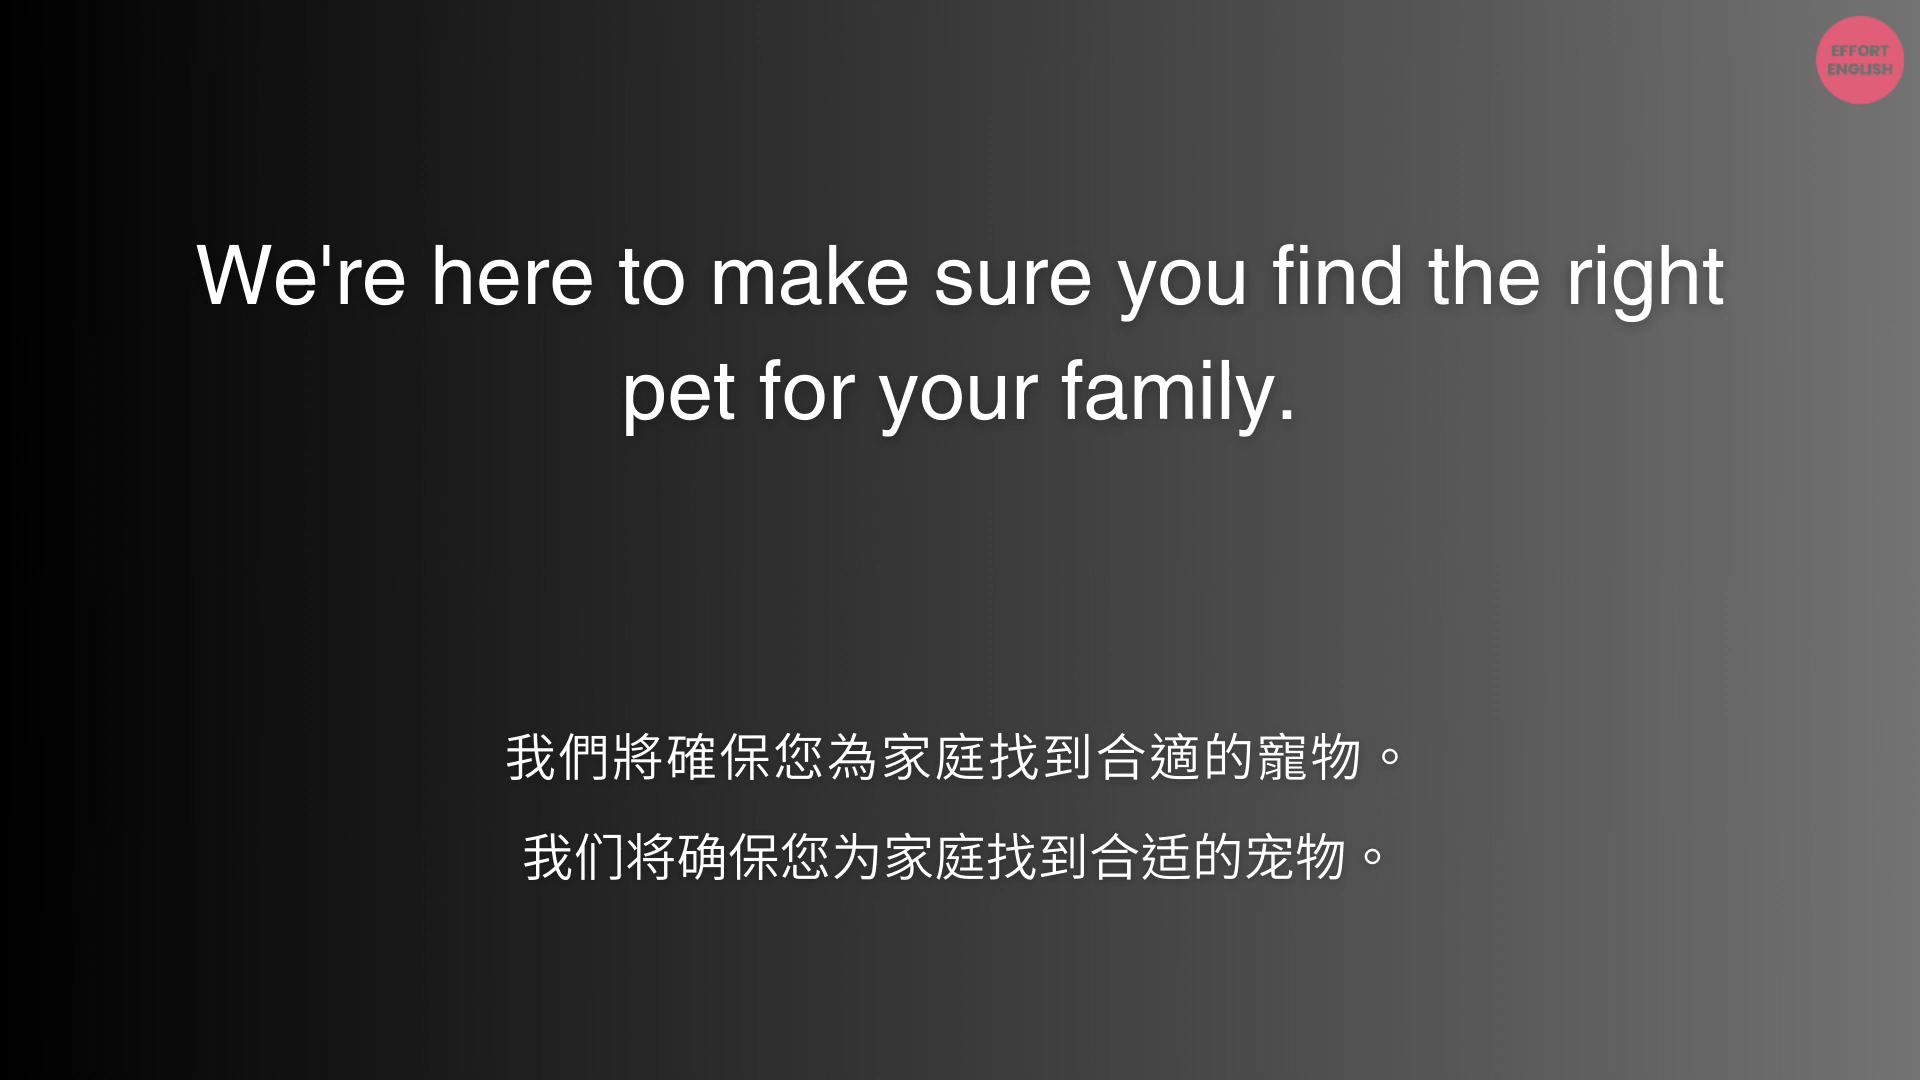 EFFORT
ENGLISH
We're here to make sure you find the right
pet for your family.
我們將確保您為家庭找到合適的寵物。
我们将确保您为家庭找到合适的宠物。